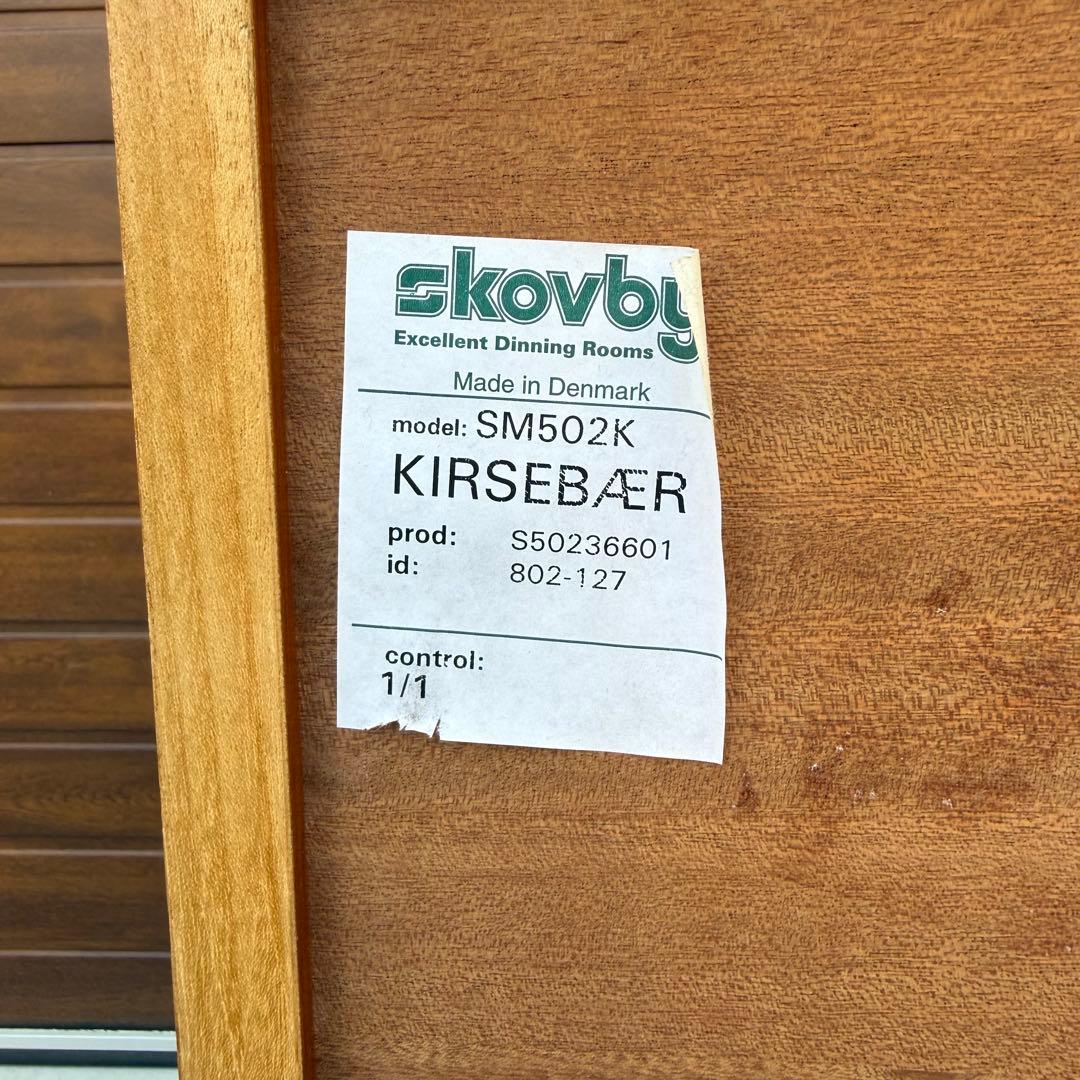 skovby
Excellent Dinning Rooms
Made in Denmark
model: SM502K
KIRSEBÆR
prod: S50236601
id: 802-127
control:
1/1